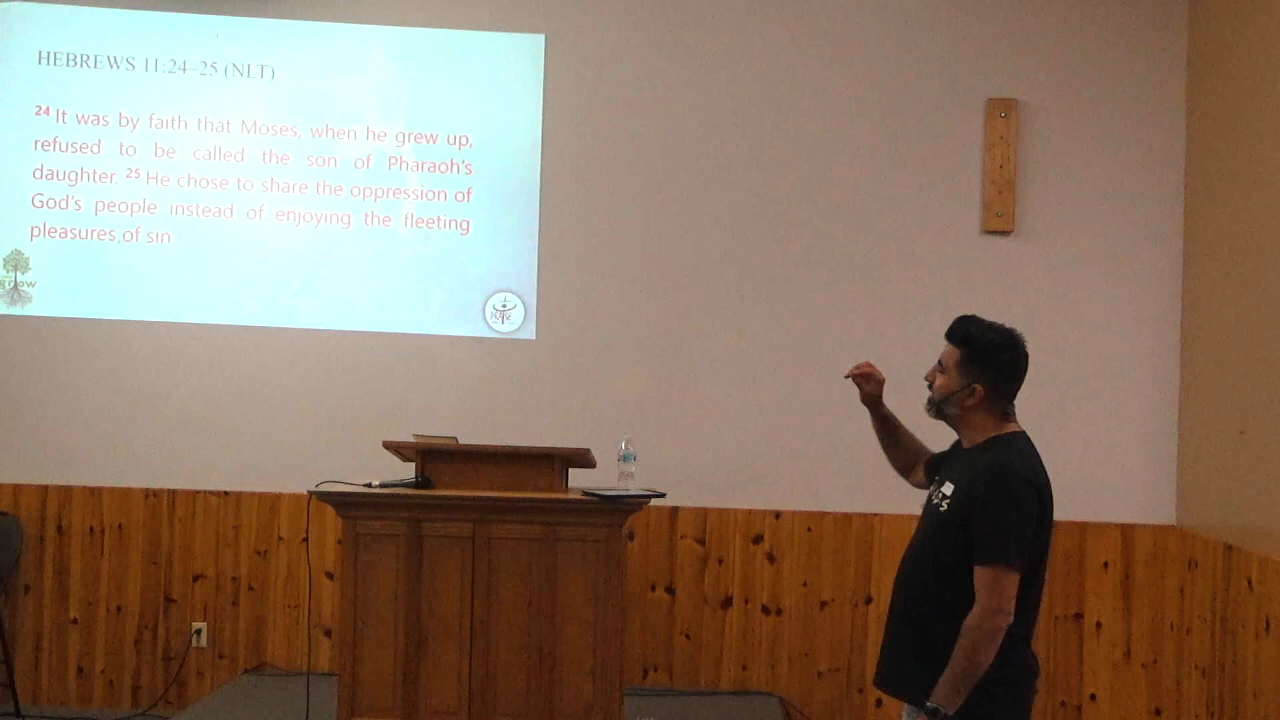 HEBREWS 11:24–25 (NLT)
24 It was by faith that Moses, when he grew up,
refused to be called the son of Pharaoh's
daughter. 25 He chose to share the oppression of
God's people instead of enjoying the fleeting
pleasures of sin.
grow
PRAISE